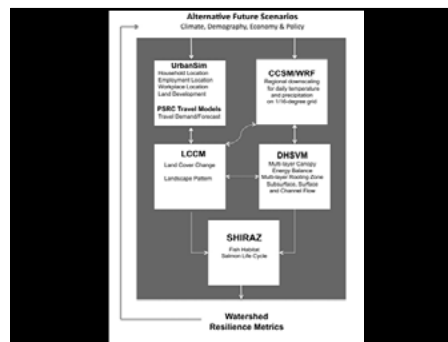 Alternative Future Scenarios
Climate, Demography, Economy & Policy
UrbanSim
Household Location
Employment Location
Workplace Location
Land Development
PSRC Travel Models
Travel Demand/Forecast
CCSM/WRF
Regional downscaling
for daily temperature
and precipitation
on 1/16-degree grid
LCCM
Land Cover Change
Landscape Pattern
DHSVM
Multi-layer Canopy
Energy Balance
Multi-layer Rooting Zone
Subsurface, Surface
and Channel Flow
SHIRAZ
Fish Habitat
Salmon Life Cycle
Watershed
Resilience Metrics